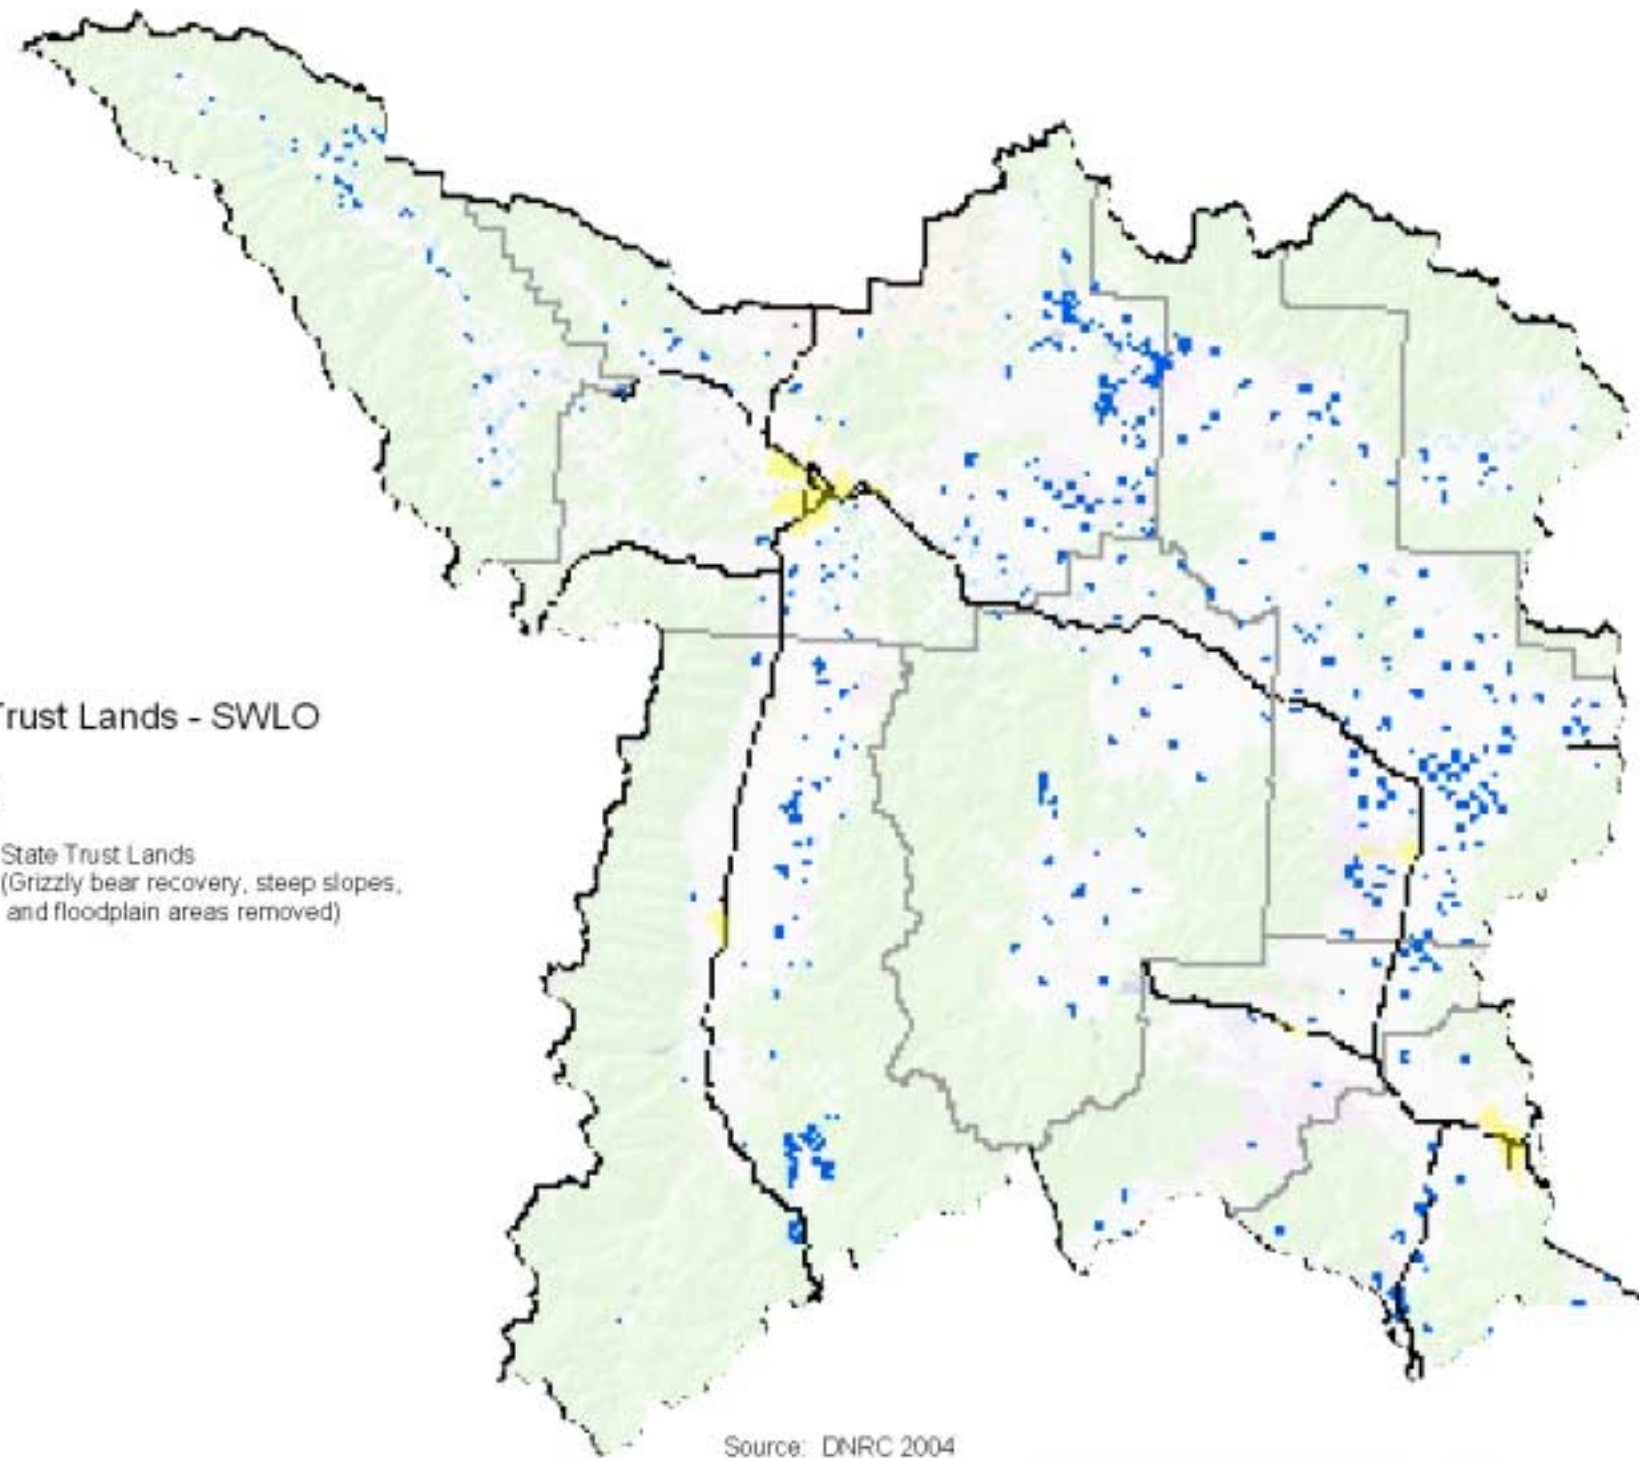 rust Lands - SWLO
State Trust Lands
(Grizzly bear recovery, steep slopes,
and floodplain areas removed)
Source: DNRC 2004